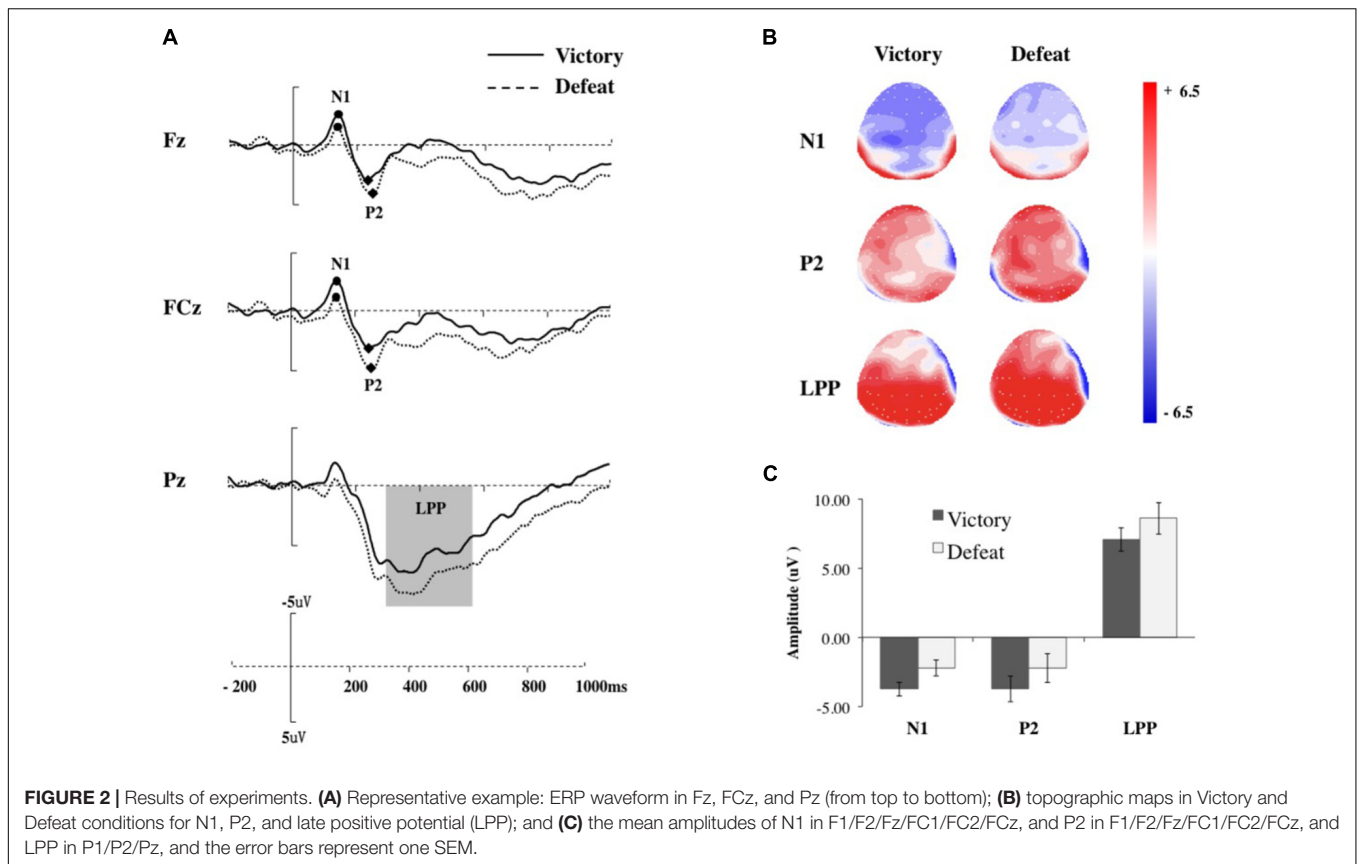 A
Victory
Defeat
N1
Fz
P2
N1
FCz
P2
Pz
LPP
-5uV
- 200 200 400 600 800 1000ms
5uV
B
Victory Defeat
+ 6.5
N1
P2
LPP
- 6.5
C
10.00
Victory
Defeat
5.00
0.00
-5.00
Amplitude (uV )
N1 P2 LPP
FIGURE 2 | Results of experiments. (A) Representative example: ERP waveform in Fz, FCz, and Pz (from top to bottom); (B) topographic maps in Victory and
Defeat conditions for N1, P2, and late positive potential (LPP); and (C) the mean amplitudes of N1 in F1/F2/Fz/FC1/FC2/FCz, and P2 in F1/F2/Fz/FC1/FC2/FCz, and
LPP in P1/P2/Pz, and the error bars represent one SEM.